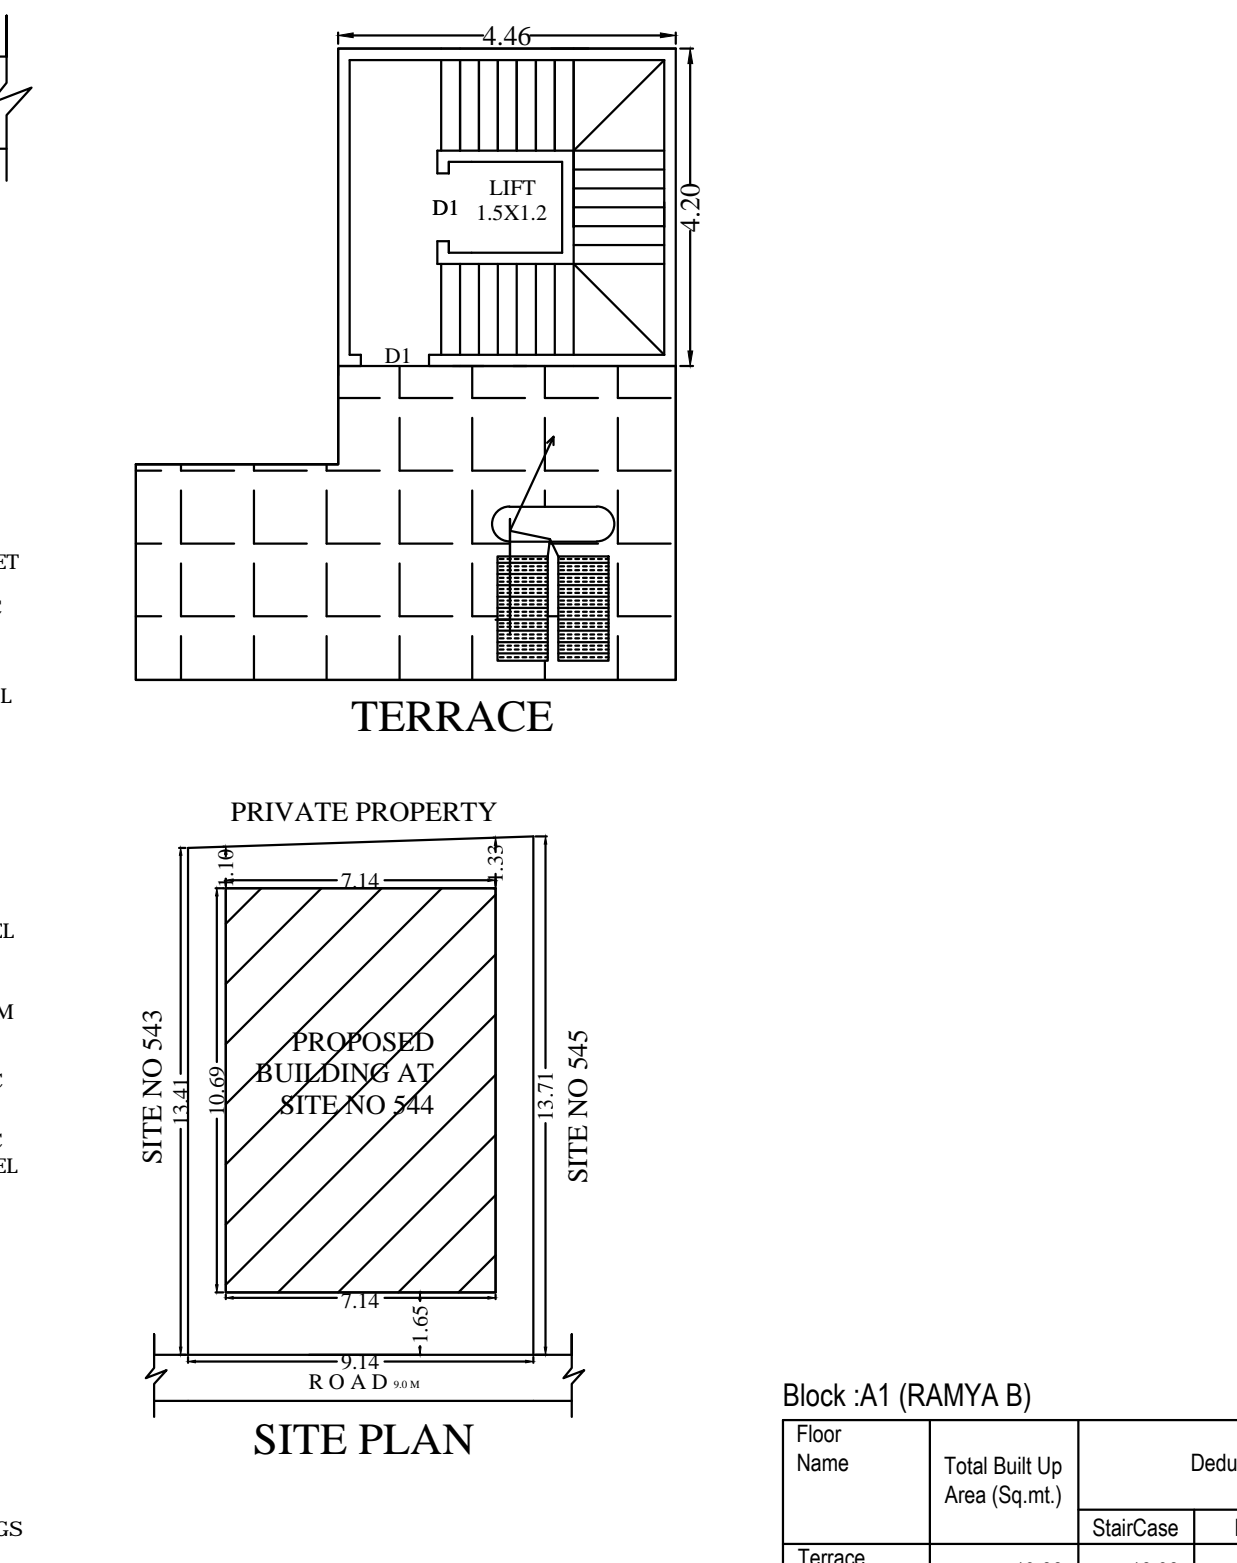 4.46
LIFT
D1 1.5X1.2
4.20
D1
ET
L
TERRACE
PRIVATE PROPERTY
1.33
7.14
EL
M
PROPOSED
BUILDING AT
SITE NO 544
SITE NO 543
13.41
10.69
13.71
SITE NO 545
C
EL
7.14
1.65
9.14
R O A D 9.0 M
SITE PLAN
Block :A1 (RAMYA B)
Floor
Name
Total Built Up
Area (Sq.mt.)
Dedu
StairCase
GS
Terrace